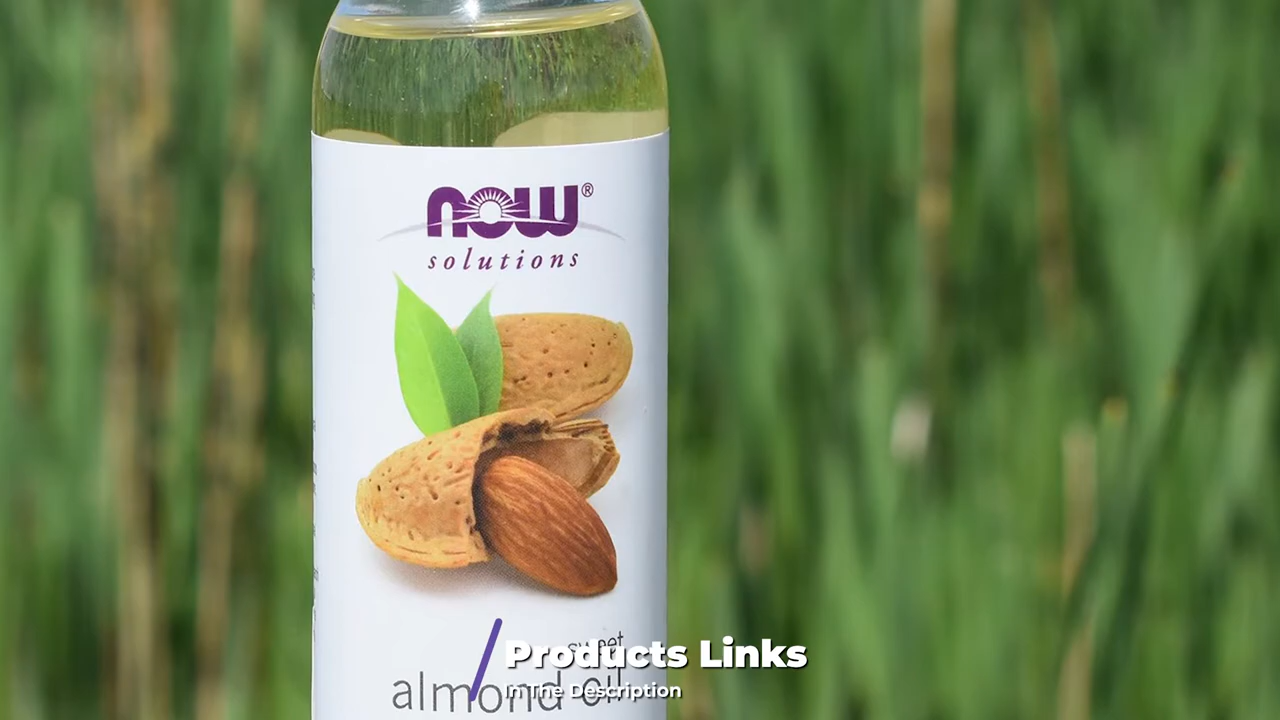 now®
solutions
sweet
almond oil
Products Links
In The Description